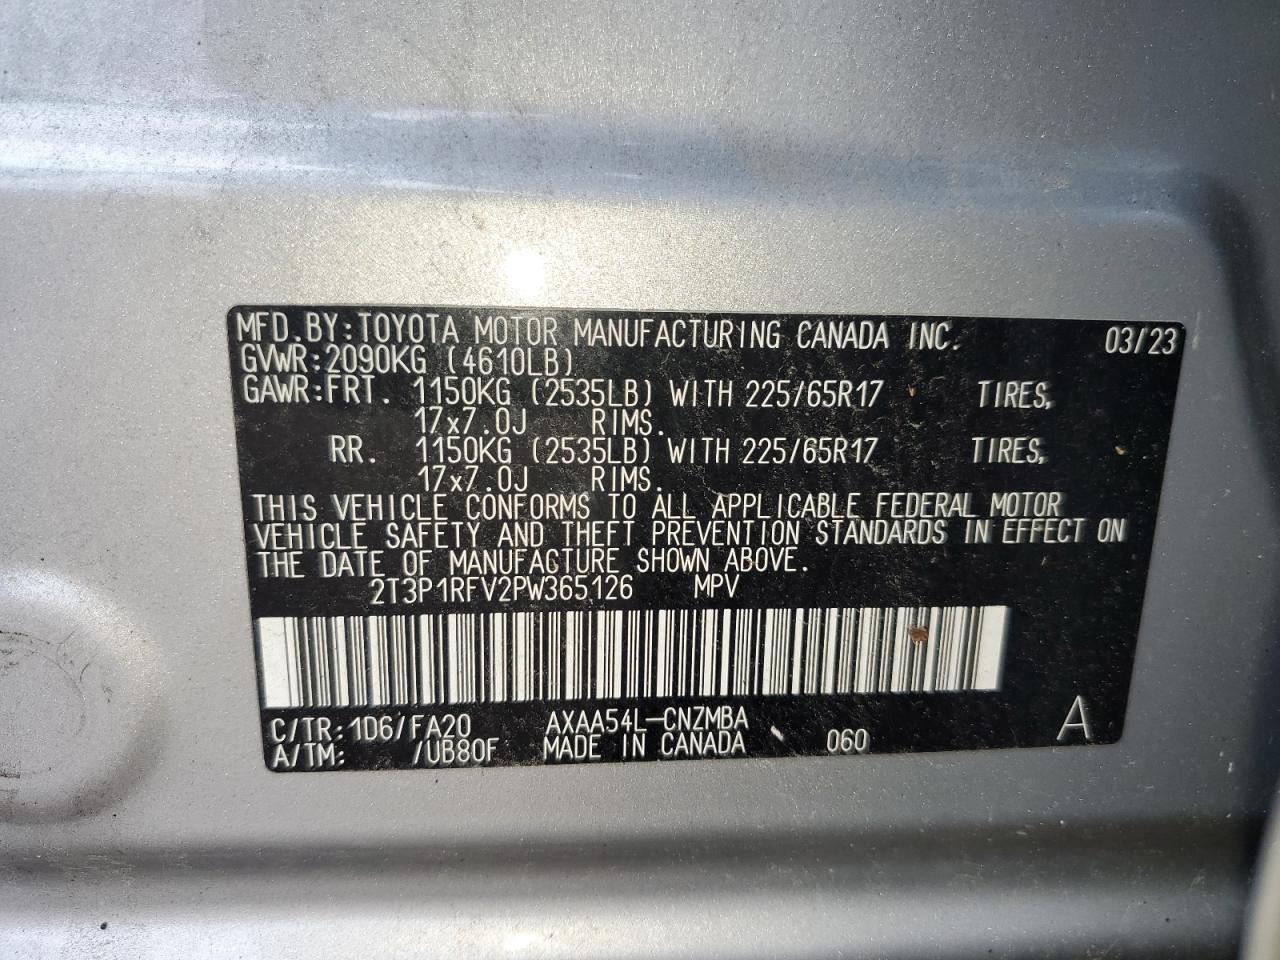 MFD.BY:TOYOTA MOTOR MANUFACTURING CANADA INC. 03/23
GVWR:2090KG (4610LB)
GAWR:FRT. 1150KG (2535LB) WITH 225/65R17 TIRES,
17x7.0J RIMS.
RR. 1150KG (2535LB) WITH 225/65R17 TIRES,
17x7.0J RIMS.
THIS VEHICLE CONFORMS TO ALL APPLICABLE FEDERAL MOTOR
VEHICLE SAFETY AND THEFT PREVENTION STANDARDS IN EFFECT ON
THE DATE OF MANUFACTURE SHOWN ABOVE.
2T3P1RFV2PW365126 MPV
C/TR:1D6/FA20 AXAA54L-CNZMBA A
A/TM: /UB80F MADE IN CANADA 060